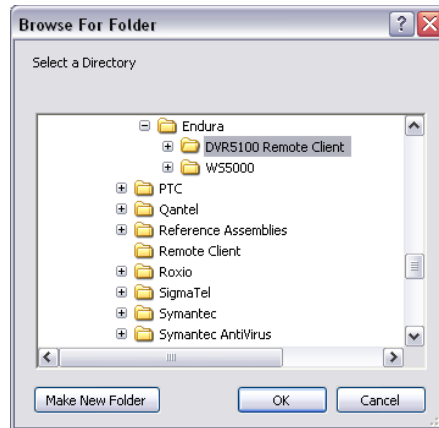 Browse For Folder
Select a Directory
Endura
DVR5100 Remote Client
WS5000
PTC
Qantel
Reference Assemblies
Remote Client
Roxio
SigmaTel
Symantec
Symantec AntiVirus
Make New Folder OK Cancel